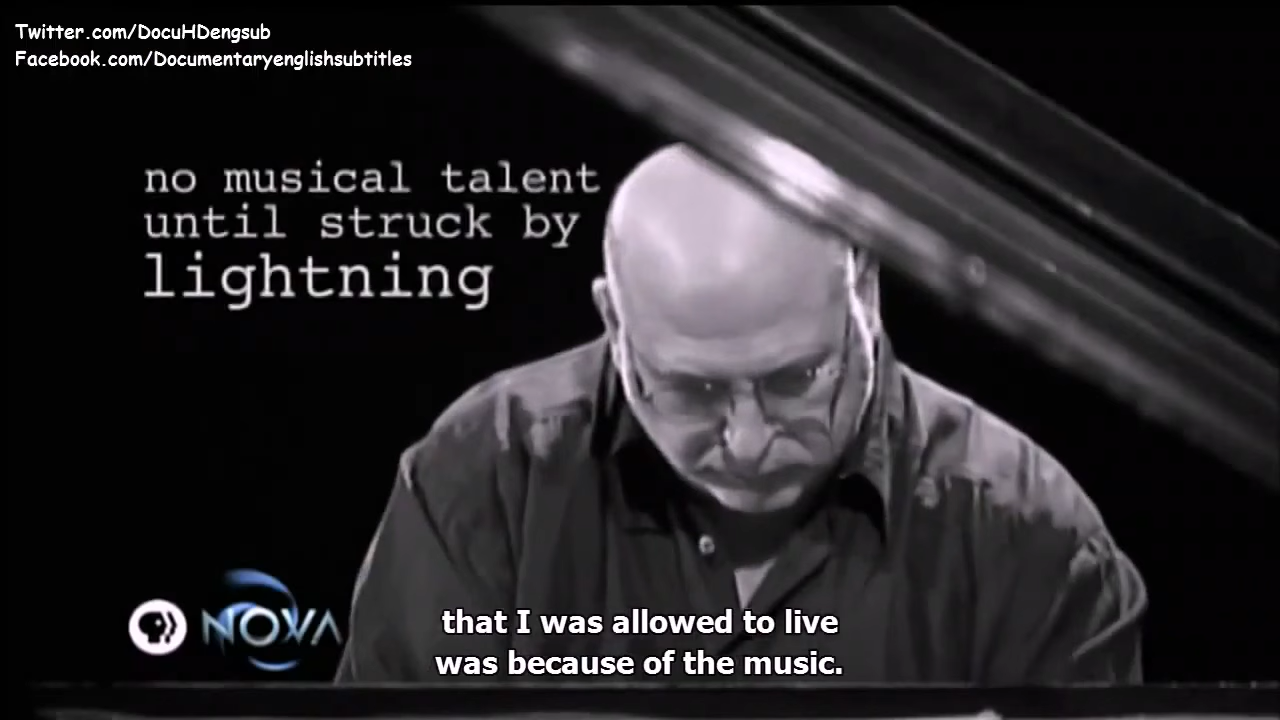 Twitter.com/DocuHDengsub
Facebook.com/Documentaryenglishsubtitles
no musical talent
until struck by
lightning
NOVA
that I was allowed to live
was because of the music.